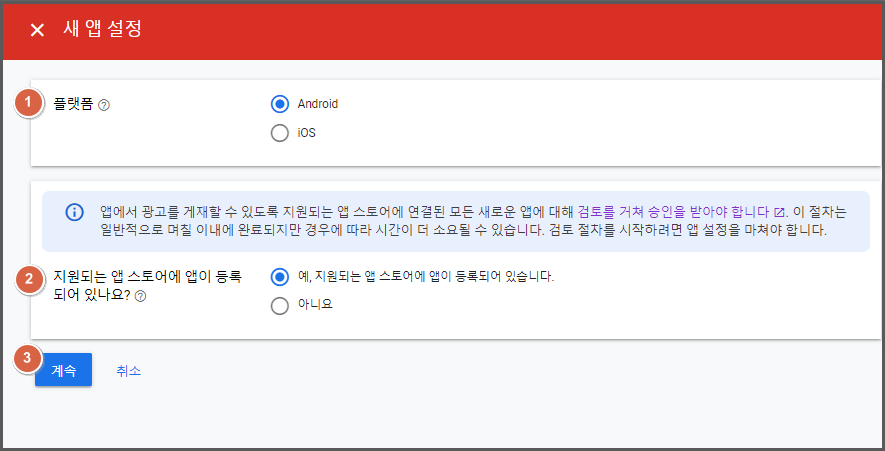 새 앱 설정
1
플랫폼
Android
iOS
앱에서 광고를 게재할 수 있도록 지원되는 앱 스토어에 연결된 모든 새로운 앱에 대해 검토를 거쳐 승인을 받아야 합니다. 이 절차는
일반적으로 며칠 이내에 완료되지만 경우에 따라 시간이 더 소요될 수 있습니다. 검토 절차를 시작하려면 앱 설정을 마쳐야 합니다.
2
지원되는 앱 스토어에 앱이 등록
되어 있나요?
예, 지원되는 앱 스토어에 앱이 등록되어 있습니다.
아니요
3
계속
취소